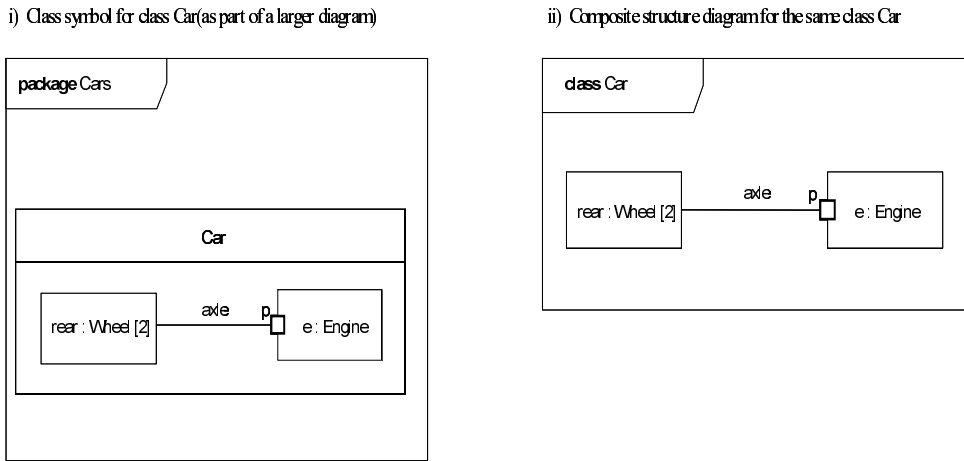 i) Class symbol for class Car(as part of a larger diagram)
package Cars
Car
rear : Wheel [2]
axle
p
e : Engine
ii) Composite structure diagram for the same class Car
class Car
rear : Wheel [2]
axle
p
e : Engine